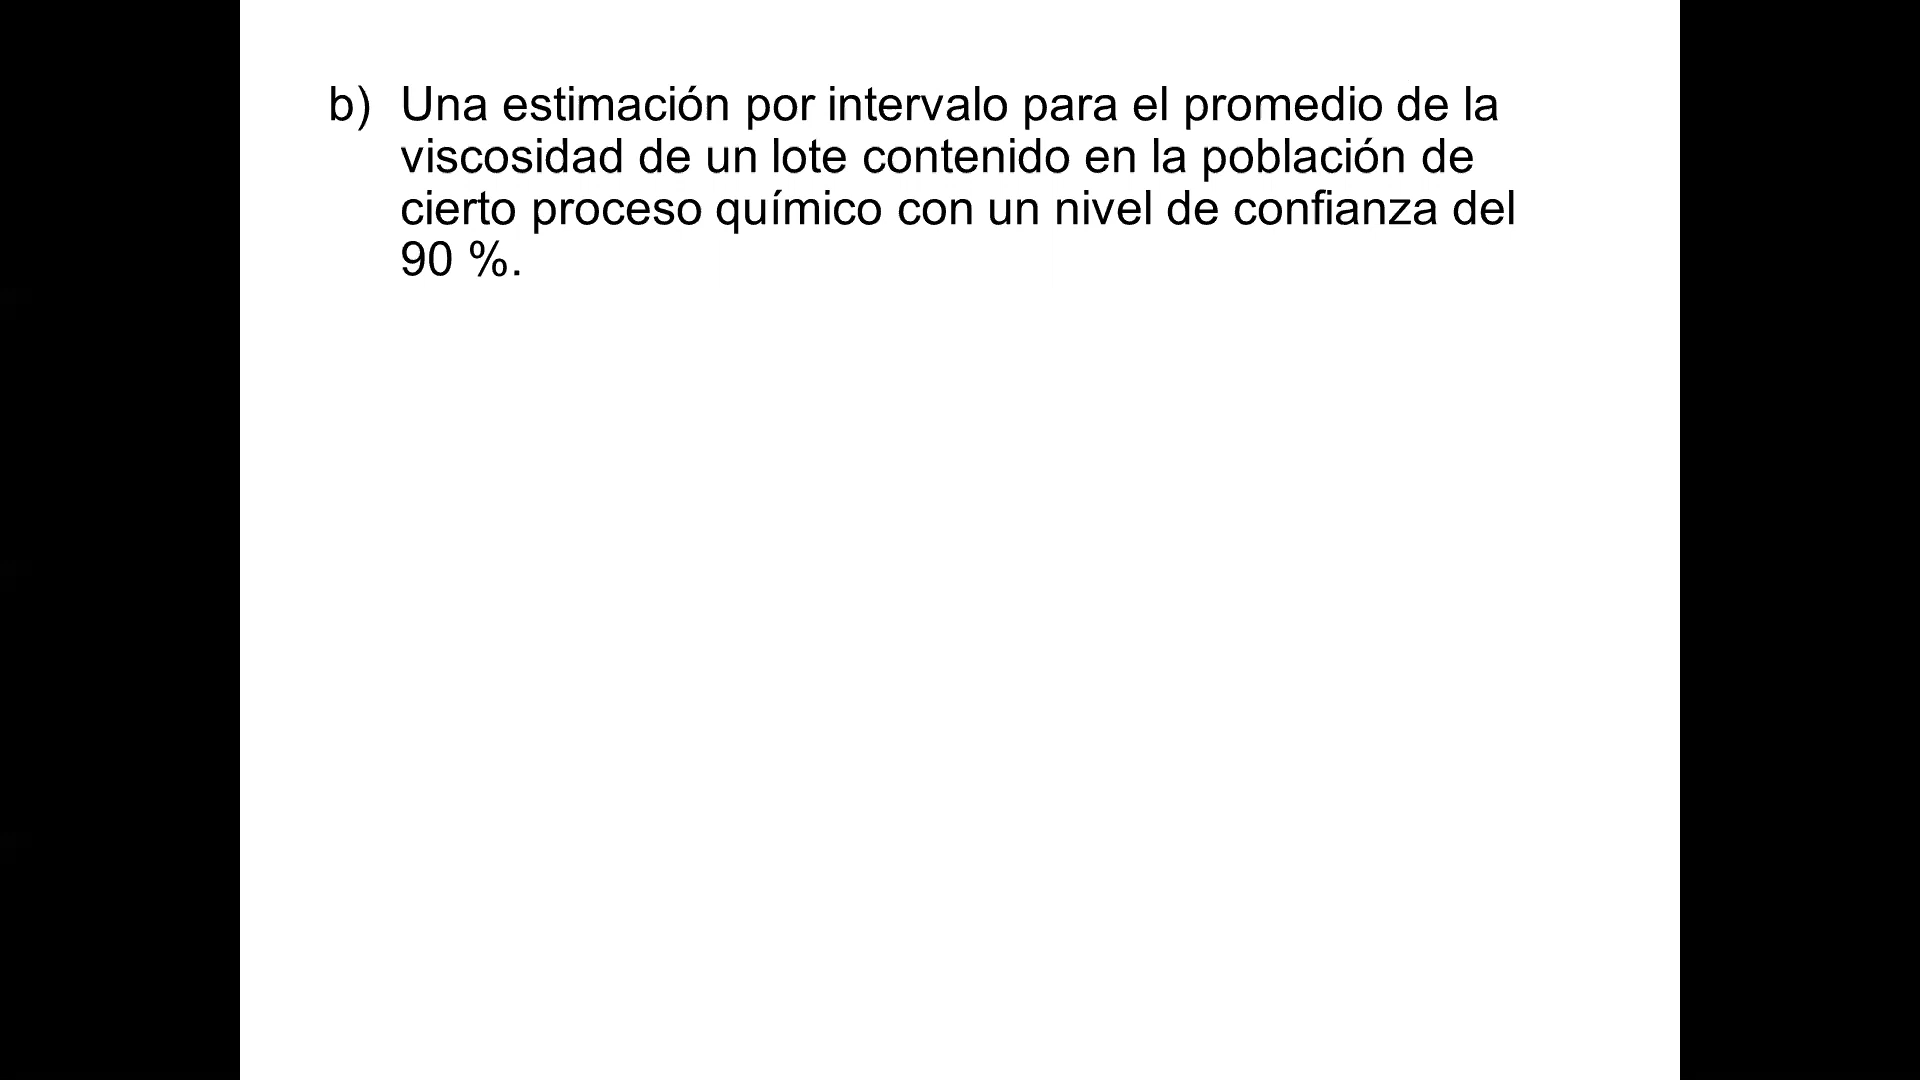 b) Una estimación por intervalo para el promedio de la
viscosidad de un lote contenido en la población de
cierto proceso químico con un nivel de confianza del
90 %.